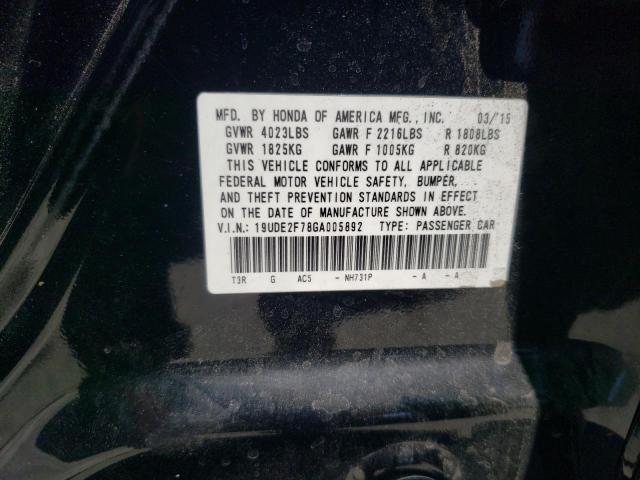 MFD. BY HONDA OF AMERICA MFG., INC. 03/15
GVWR 4023LBS GAWR F 2216LBS R 1808LBS
GVWR 1825KG GAWR F 1005KG R 820KG
THIS VEHICLE CONFORMS TO ALL APPLICABLE
FEDERAL MOTOR VEHICLE SAFETY, BUMPER,
AND THEFT PREVENTION STANDARDS IN EFFECT
ON THE DATE OF MANUFACTURE SHOWN ABOVE.
V.I.N.: 19UDE2F78GA005892 TYPE: PASSENGER CAR
T3R G AC5 - NH731P - A - A